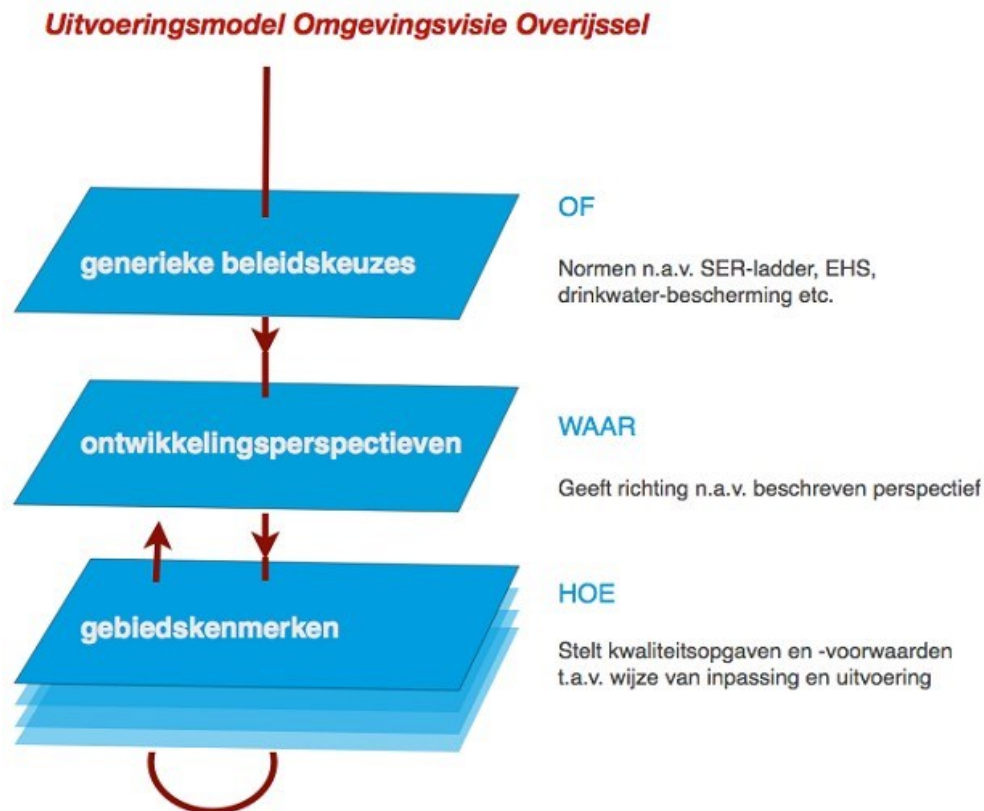 Uitvoeringsmodel Omgevingsvisie Overijssel
generieke beleidskeuzes
OF
Normen n.a.v. SER-ladder, EHS,
drinkwater-bescherming etc.
ontwikkelingsperspectieven
WAAR
Geeft richting n.a.v. beschreven perspectief
gebiedskenmerken
HOE
Stelt kwaliteitsopgaven en -voorwaarden
t.a.v. wijze van inpassing en uitvoering